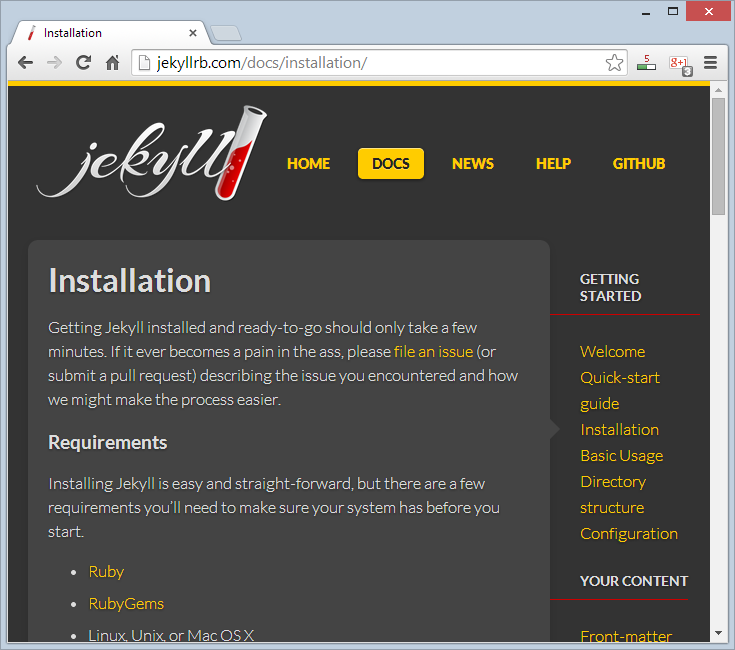 Installation
jekyllrb.com/docs/installation/
5
g+1
3
jekyll
HOME DOCS NEWS HELP GITHUB
Installation
Getting Jekyll installed and ready-to-go should only take a few
minutes. If it ever becomes a pain in the ass, please file an issue (or
submit a pull request) describing the issue you encountered and how
we might make the process easier.
Requirements
Installing Jekyll is easy and straight-forward, but there are a few
requirements you’ll need to make sure your system has before you
start.
• Ruby
• RubyGems
• Linux, Unix, or Mac OS X
GETTING
STARTED
Welcome
Quick-start
guide
Installation
Basic Usage
Directory
structure
Configuration
YOUR CONTENT
Front-matter